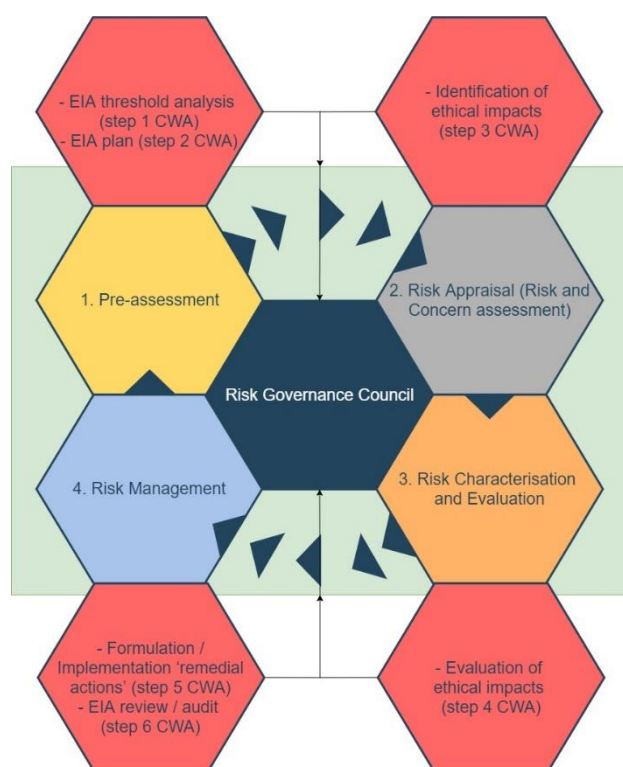 - EIA threshold analysis
(step 1 CWA)
- EIA plan (step 2 CWA)
- Identification of
ethical impacts
(step 3 CWA)
1. Pre-assessment
2. Risk Appraisal (Risk and
Concern assessment)
Risk Governance Council
4. Risk Management
3. Risk Characterisation
and Evaluation
- Formulation /
Implementation ‘remedial
actions’ (step 5 CWA)
- EIA review / audit
(step 6 CWA)
- Evaluation of
ethical impacts
(step 4 CWA)